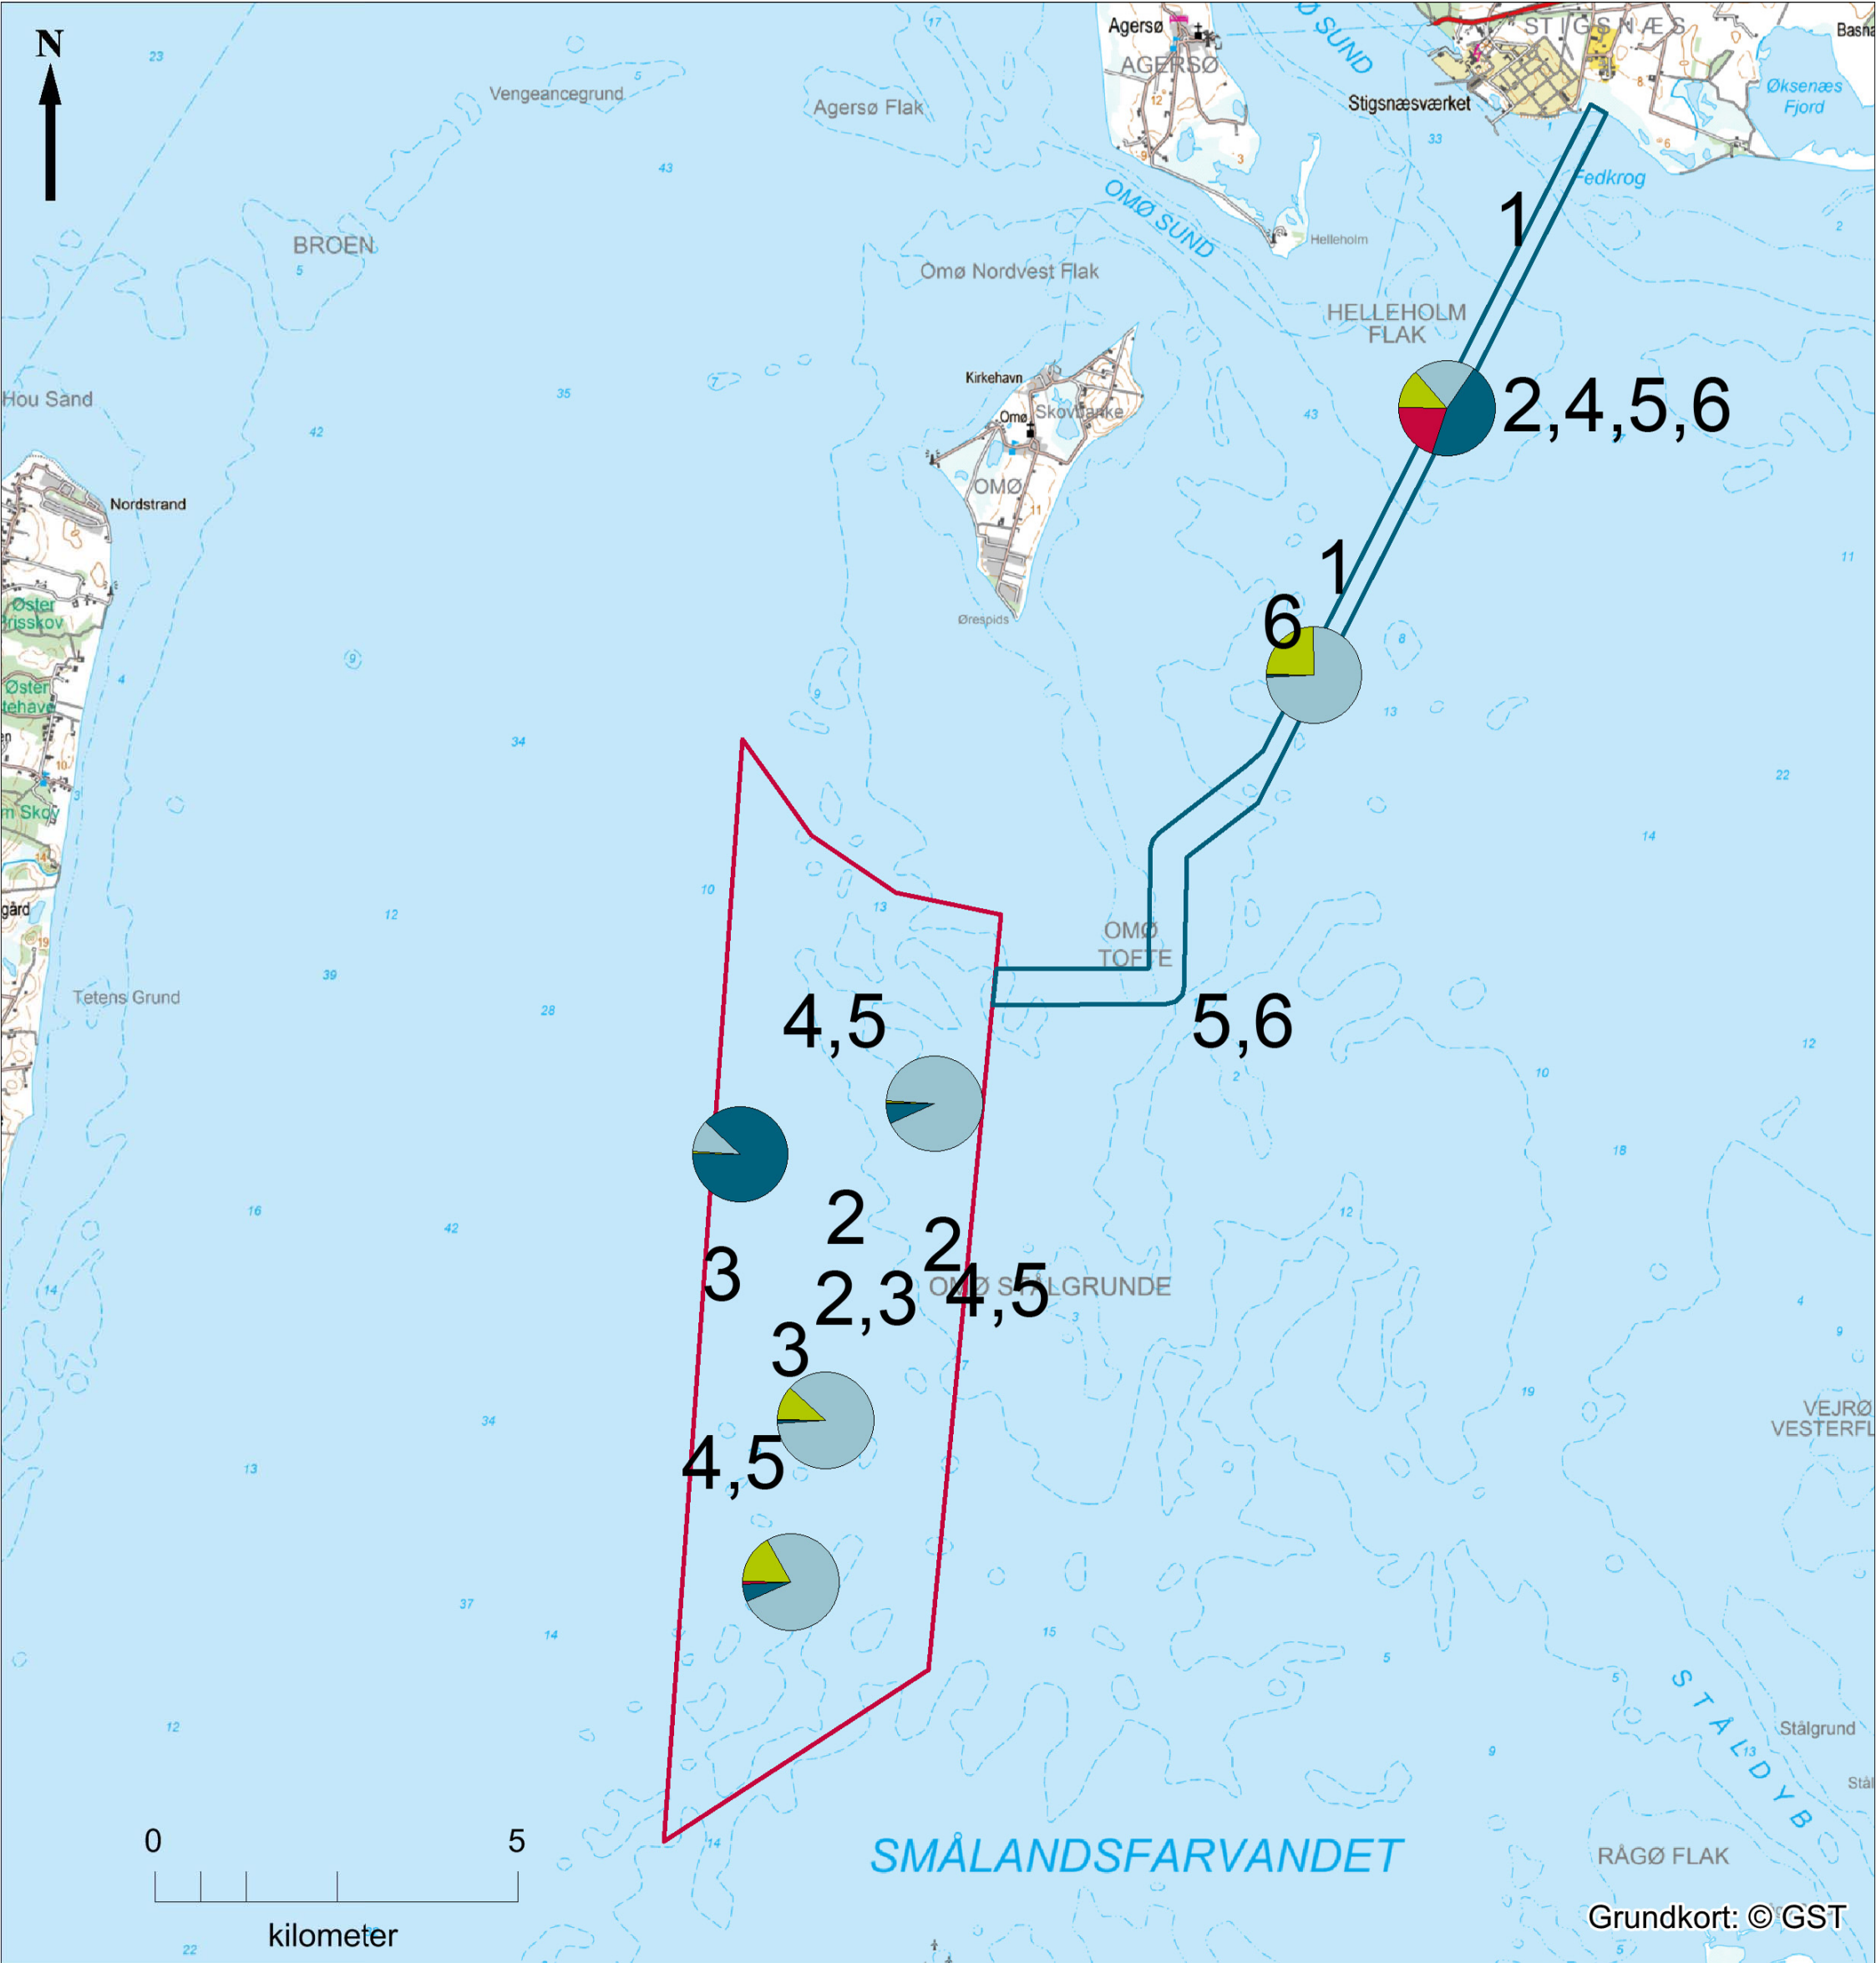 N
Agersø
AGERSØ
STIGSNÆS
Stigsnæsværket
Øksenæs
Fjord
Vengeancegrund
Agersø Flak
BROEN
OMØ SUND
Omø Nordvest Flak
Helleholm
HELLEHOLM
FLAK
Fedkrog
1
2,4,5,6
Hou Sand
Kirkehavn
Omø
Skovbanke
OMØ
Ørespids
Nordstrand
1
6
Øster
Øster
Tetens Grund
OMØ
TOFTE
4,5
5,6
2
2
3
2,3
4,5
OMØ STÅLGRUNDE
3
4,5
VEJRØ
STÅLDYB
Stålgrund
RÅGØ FLAK
SMÅLANDSFARVANDET
0 5
kilometer
Grundkort: © GST